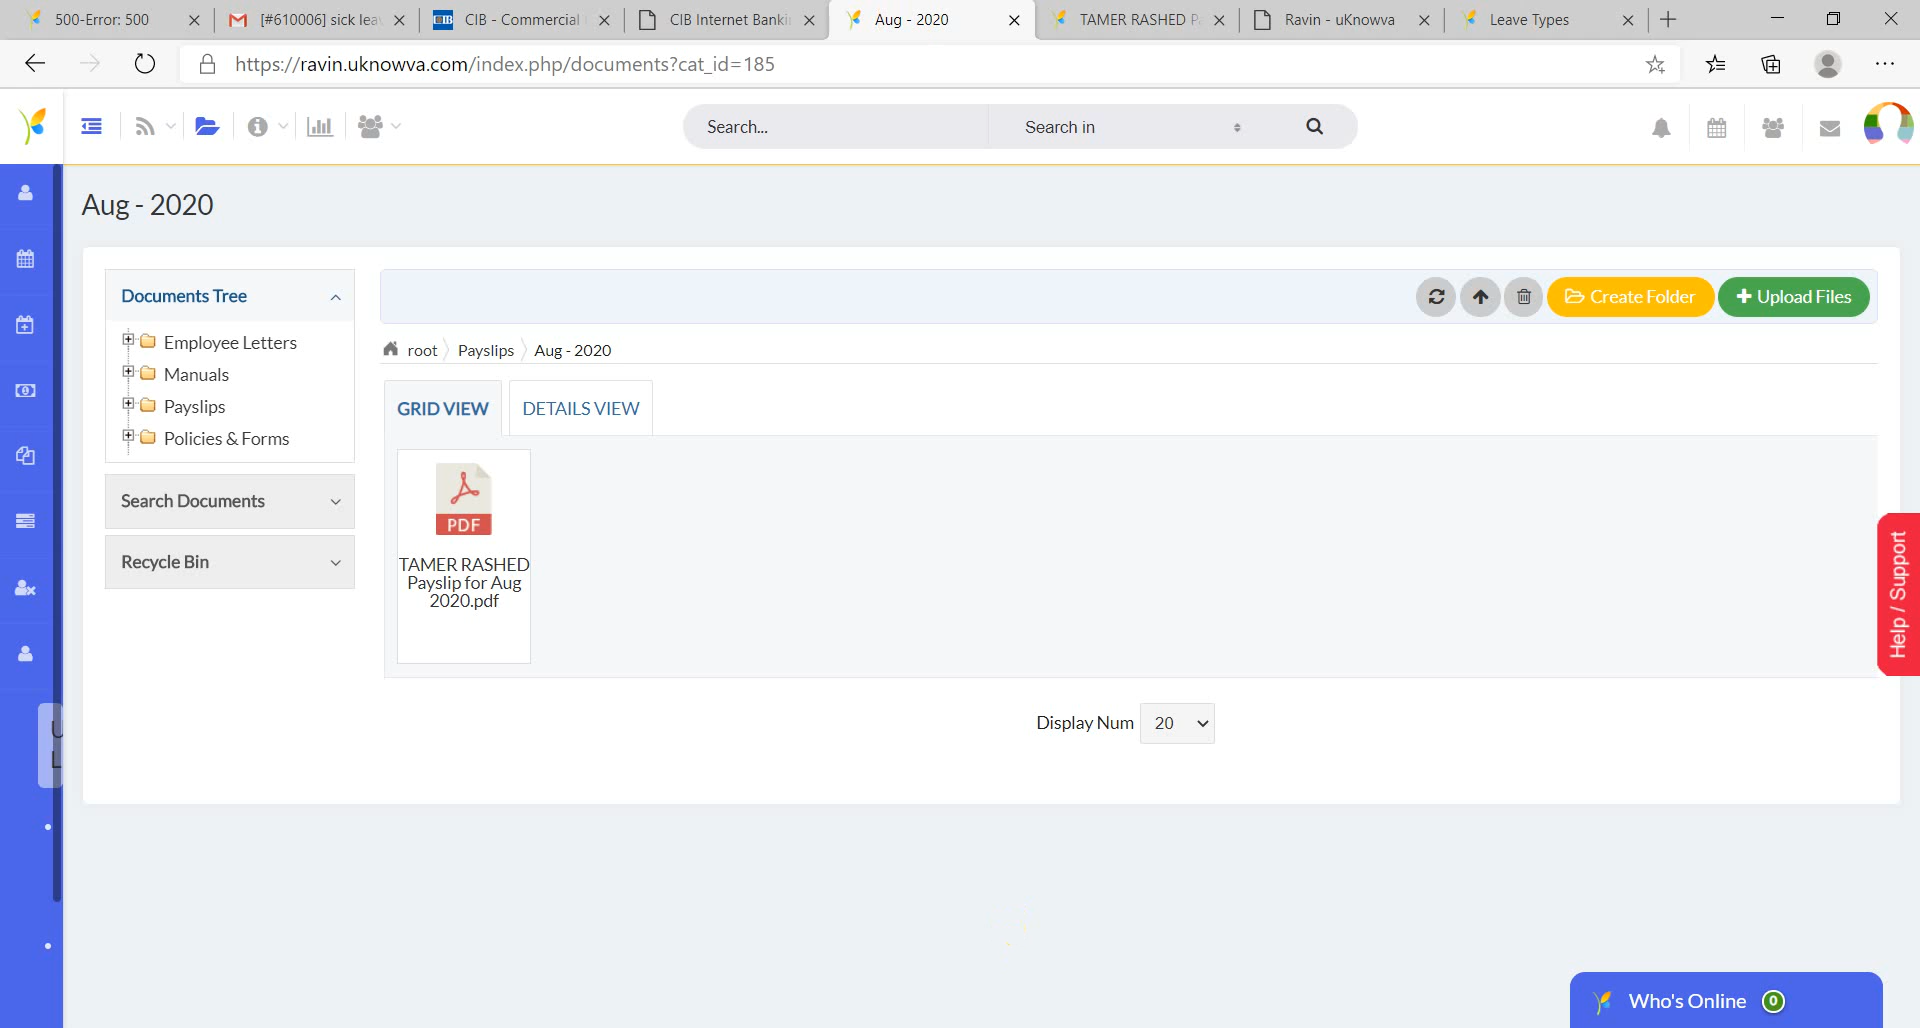 500-Error: 500
[#610006] sick lea
CIB - Commercial
CIB Internet Banki
Aug - 2020
TAMER RASHED P
Ravin - uKnowva
Leave Types
https://ravin.uknowva.com/index.php/documents?cat_id=185
Search...
Search in
Aug - 2020
Documents Tree
Employee Letters
Manuals
Payslips
Policies & Forms
Search Documents
Recycle Bin
Create Folder
Upload Files
root
Payslips
Aug - 2020
GRID VIEW
DETAILS VIEW
PDF
TAMER RASHED
Payslip for Aug
2020.pdf
Display Num
20
Help / Support
Who's Online
0